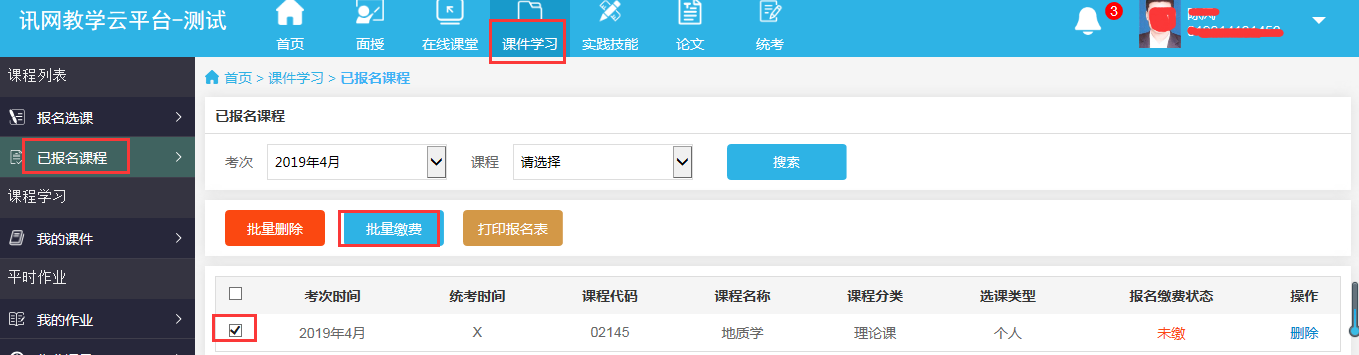 讯网教学云平台-测试
首页 面授 在线课堂 课件学习 实践技能 论文 统考
3
课程列表
报名选课
已报名课程
课程学习
我的课件
平时作业
我的作业
首页 > 课件学习 > 已报名课程
已报名课程
考次 2019年4月 课程 请选择 搜索
批量删除 批量缴费 打印报名表
考次时间 统考时间 课程代码 课程名称 课程分类 选课类型 报名缴费状态 操作
2019年4月 X 02145 地质学 理论课 个人 未缴 删除